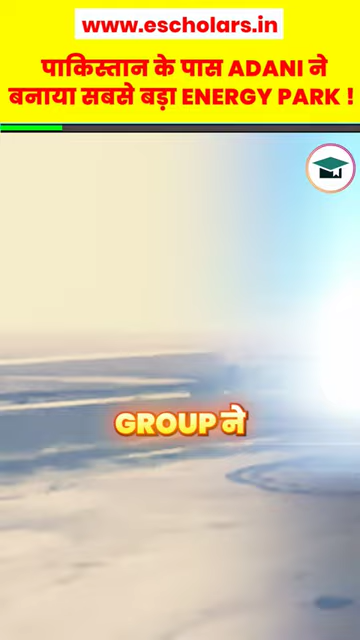 www.escholars.in
पाकिस्तान के पास ADANI ने
बनाया सबसे बड़ा ENERGY PARK !
GROUP ने